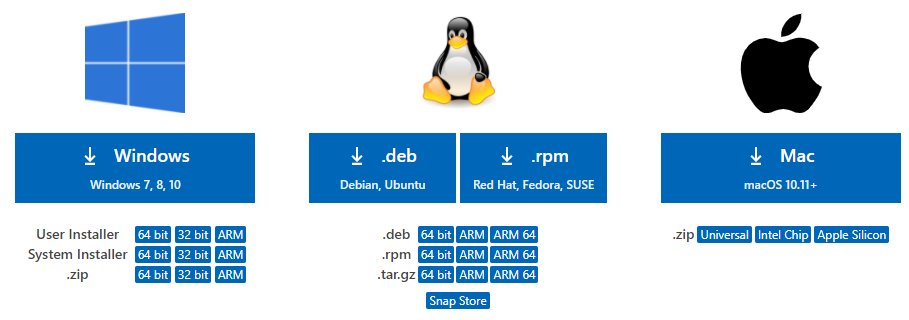 Windows
Windows 7, 8, 10
User Installer 64 bit 32 bit ARM
System Installer 64 bit 32 bit ARM
.zip 64 bit 32 bit ARM
.deb
Debian, Ubuntu
.rpm
Red Hat, Fedora, SUSE
.deb 64 bit ARM ARM 64
.rpm 64 bit ARM ARM 64
.tar.gz 64 bit ARM ARM 64
Snap Store
Mac
macOS 10.11+
.zip Universal Intel Chip Apple Silicon